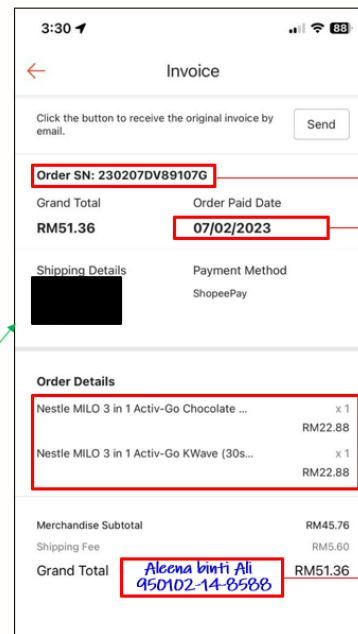 3:30
88
Invoice
Click the button to receive the original invoice by
email.
Send
Order SN: 230207DV89107G
Grand Total
Order Paid Date
RM51.36
07/02/2023
Shipping Details
Payment Method
ShopeePay
Order Details
Nestle MILO 3 in 1 Activ-Go Chocolate ...
x 1
RM22.88
Nestle MILO 3 in 1 Activ-Go KWave (30s...
x 1
RM22.88
Merchandise Subtotal
RM45.76
Shipping Fee
RM5.60
Grand Total
Aleena binti Ali
950102-14-8588
RM51.36